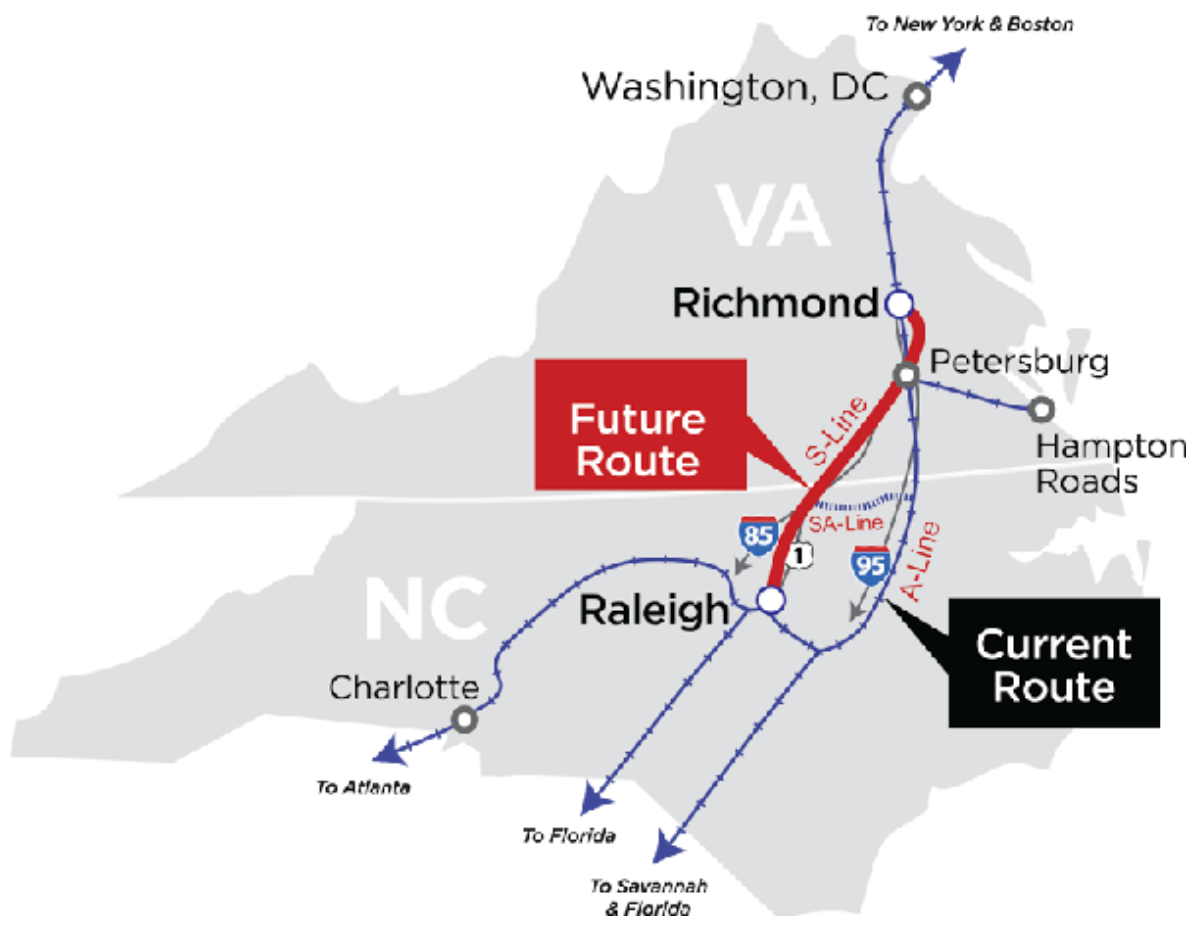 To New York & Boston
Washington, DC
VA
Richmond
Petersburg
Future
Route
S-Line
Hampton
Roads
SA-Line
85
1
95
A-Line
NC
Raleigh
Current
Route
Charlotte
To Atlanta
To Florida
To Savannah
& Florida